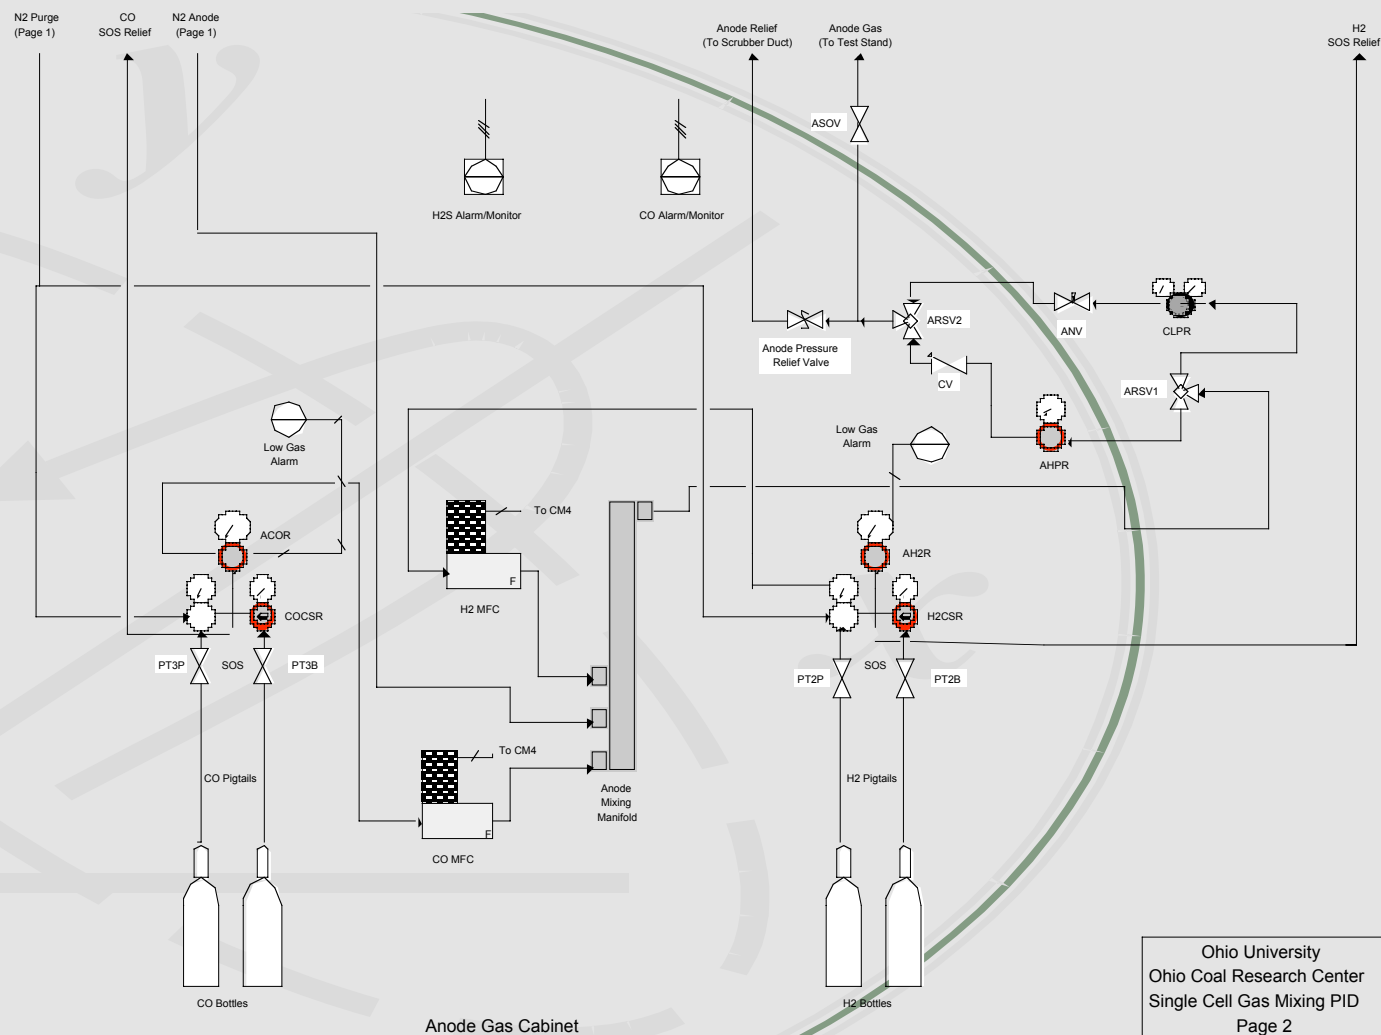 N2 Purge
(Page 1)
CO
SOS Relief
N2 Anode
(Page 1)
Anode Relief
(To Scrubber Duct)
Anode Gas
(To Test Stand)
H2
SOS Relief
ASOV
H2S Alarm/Monitor
CO Alarm/Monitor
ARSV2
ANV
CLPR
Anode Pressure
Relief Valve
CV
ARSV1
Low Gas
Alarm
Low Gas
Alarm
AHPR
To CM4
ACOR
AH2R
F
H2 MFC
COCSR
H2CSR
PT3P
SOS
PT3B
PT2P
SOS
PT2B
To CM4
CO Pigtails
H2 Pigtails
Anode
Mixing
Manifold
F
CO MFC
CO Bottles
H2 Bottles
Anode Gas Cabinet
Ohio University
Ohio Coal Research Center
Single Cell Gas Mixing PID
Page 2
y
x